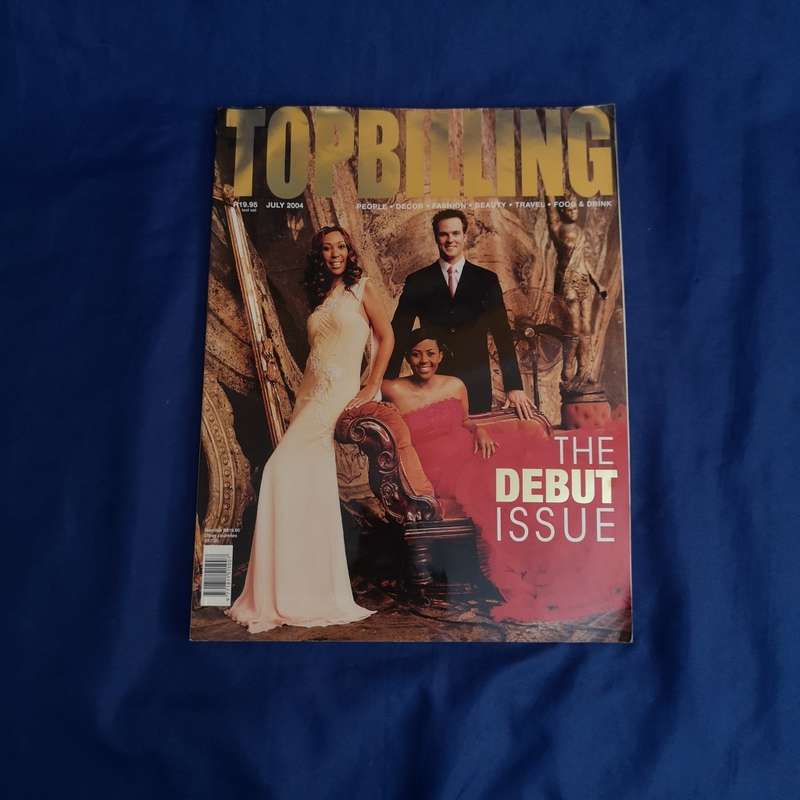 TOPBILLING
R19.95 JULY 2004 PEOPLE • DECOR • FASHION • BEAUTY • TRAVEL • FOOD & DRINK
THE
DEBUT
ISSUE